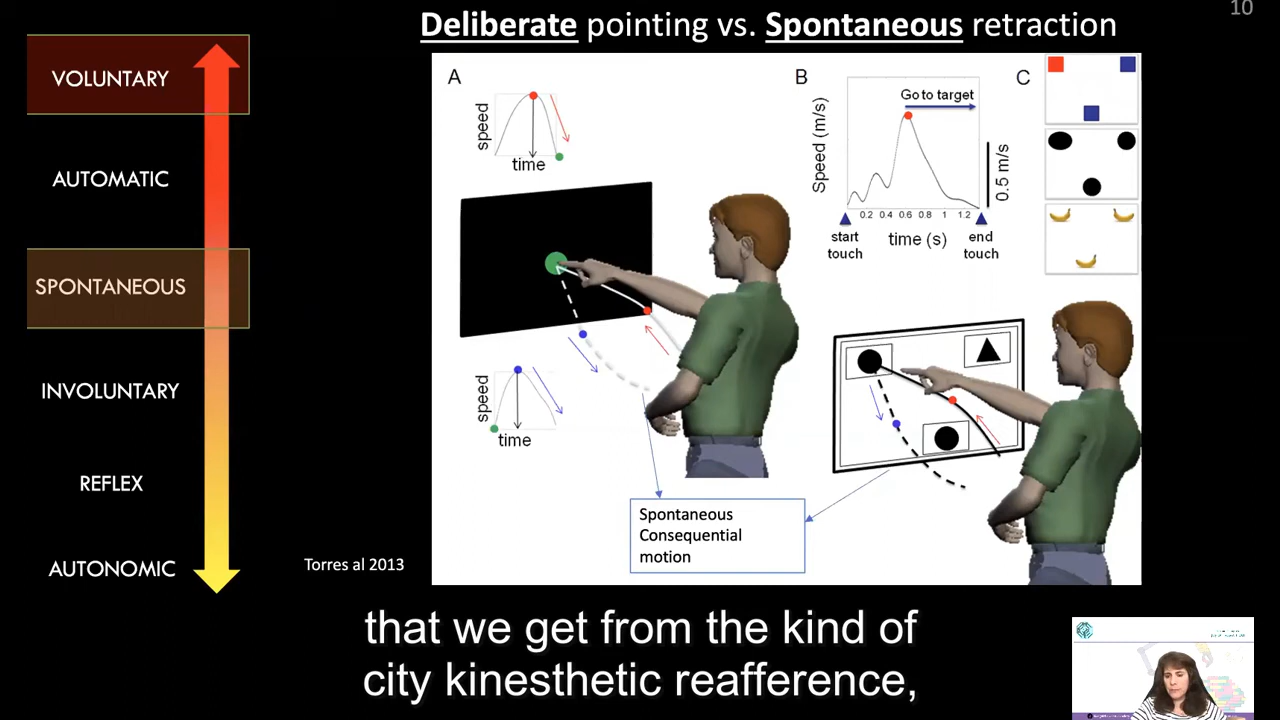 10
Deliberate pointing vs. Spontaneous retraction
VOLUNTARY
AUTOMATIC
SPONTANEOUS
INVOLUNTARY
REFLEX
AUTONOMIC
A
speed
time
speed
time
B
Speed (m/s)
Go to target
0.5 m/s
0.2 0.4 0.6 0.8 1 1.2
start
touch
time (s)
end
touch
C
Spontaneous
Consequential
motion
Torres al 2013
that we get from the kind of
city kinesthetic reafference,